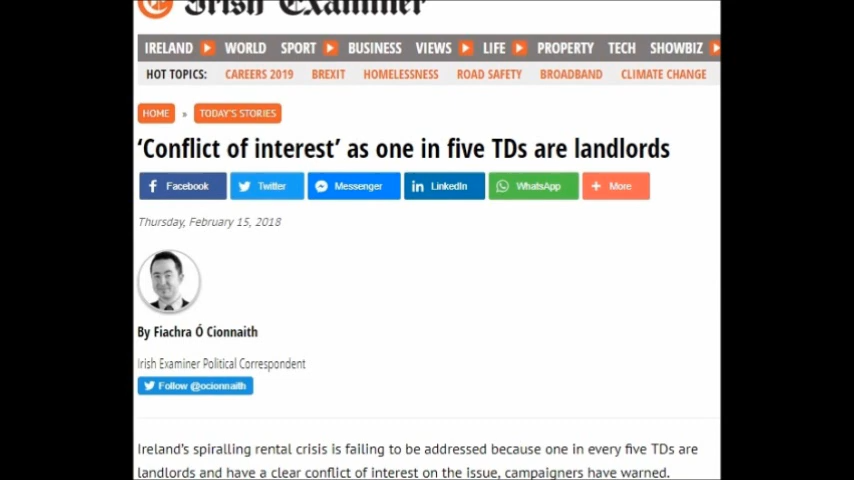 Irish Examiner
IRELAND WORLD SPORT BUSINESS VIEWS LIFE PROPERTY TECH SHOWBIZ
HOT TOPICS: CAREERS 2019 BREXIT HOMELESSNESS ROAD SAFETY BROADBAND CLIMATE CHANGE
HOME » TODAY'S STORIES
‘Conflict of interest’ as one in five TDs are landlords
Facebook Twitter Messenger LinkedIn WhatsApp More
Thursday, February 15, 2018
By Fiachra Ó Cionnaith
Irish Examiner Political Correspondent
Follow @ocionnaith
Ireland’s spiralling rental crisis is failing to be addressed because one in every five TDs are
landlords and have a clear conflict of interest on the issue, campaigners have warned.